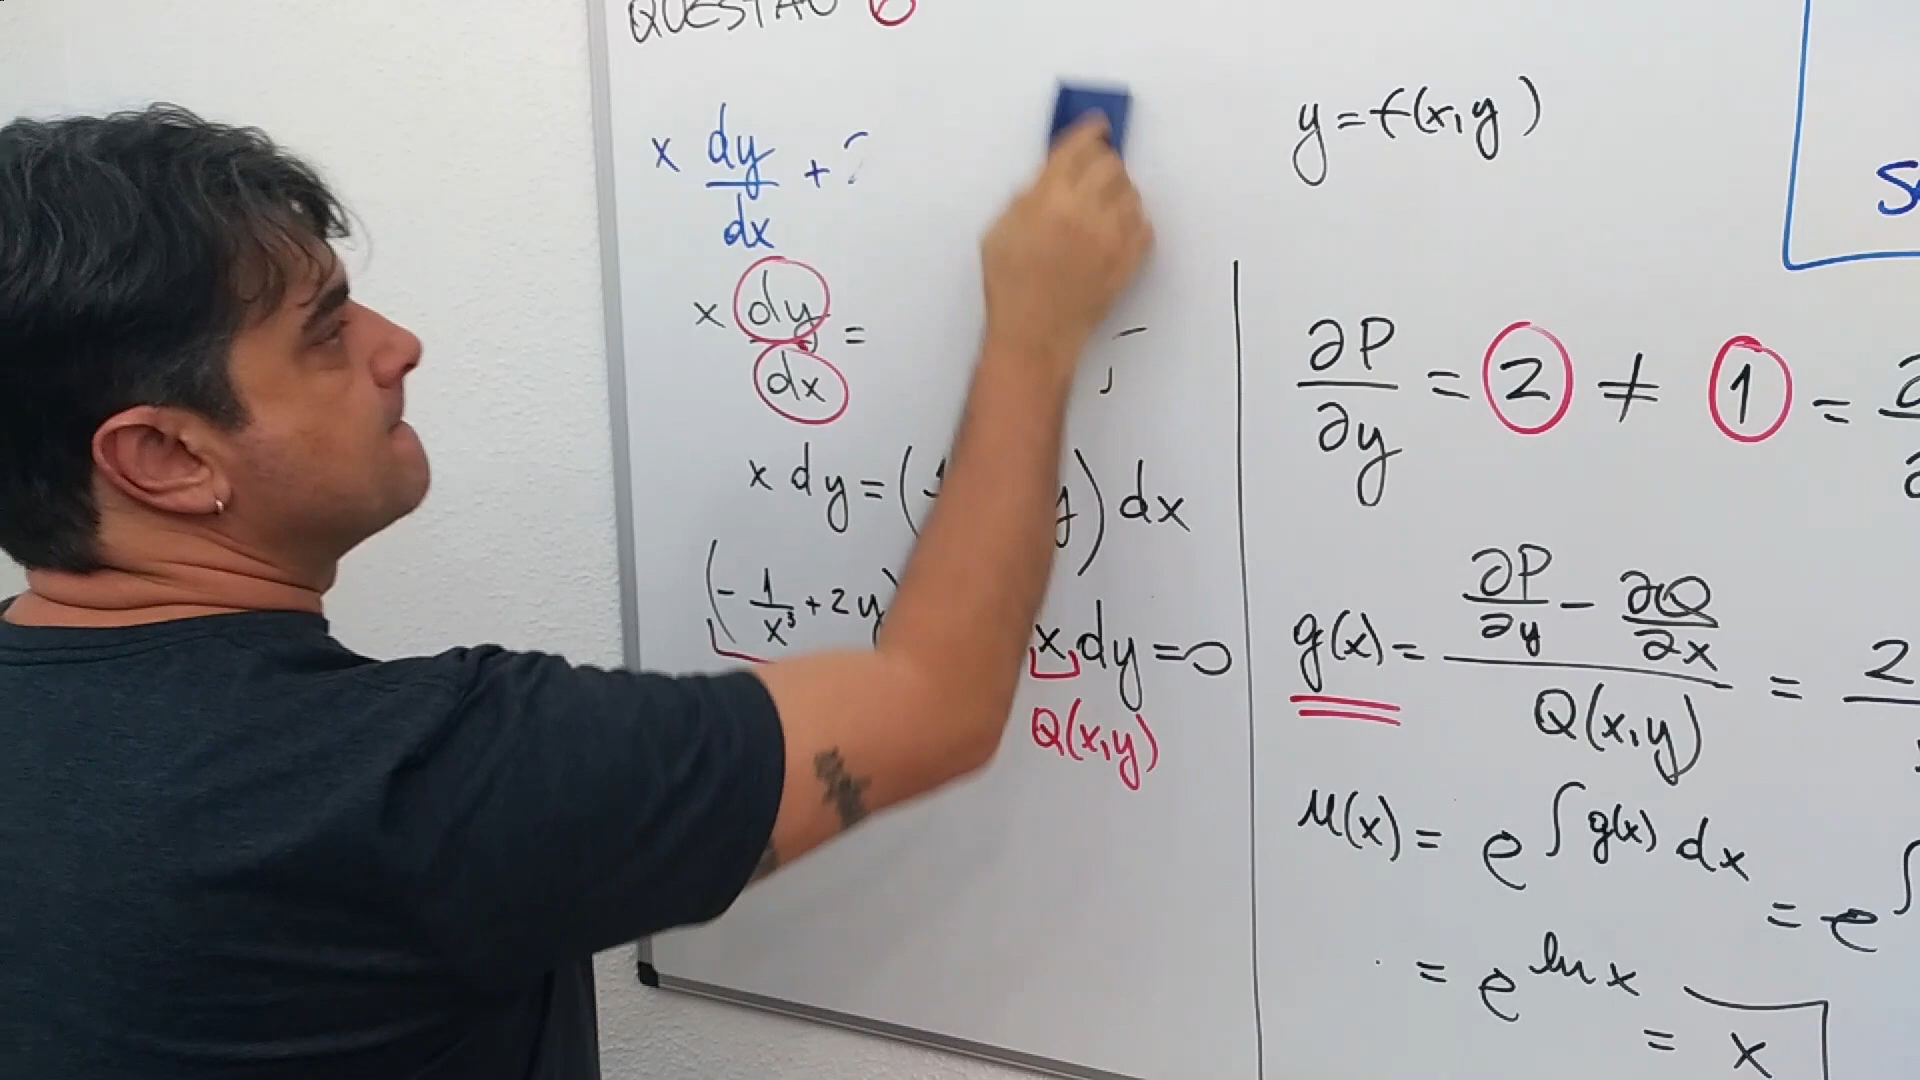 QUESTÃO
x dy/dx +
x dy/dx =
x dy = ( y) dx
(- 1/x³ + 2y) x dy = 0
Q(x,y)
y = f(x,y)
∂P/∂y = 2 ≠ 1 =
g(x) = (∂P/∂y - ∂Q/∂x)/Q(x,y) = 2
μ(x) = e^∫g(x) dx = e^∫
= e^ln x = x